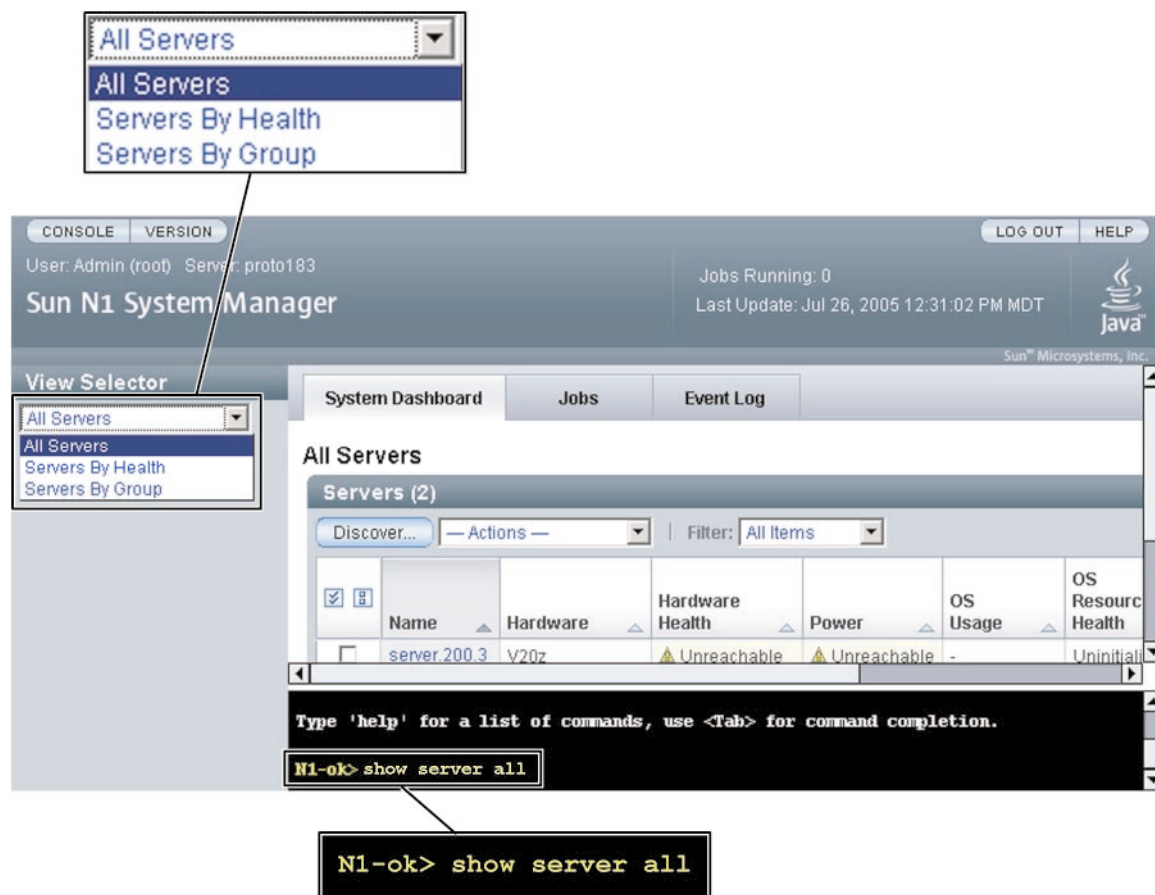 All Servers
All Servers
Servers By Health
Servers By Group
CONSOLE VERSION LOG OUT HELP
User: Admin (root) Server: proto183
Jobs Running: 0
Sun N1 System Manager
Last Update: Jul 26, 2005 12:31:02 PM MDT
Java™
Sun™ Microsystems, Inc.
View Selector
All Servers
All Servers
Servers By Health
Servers By Group
System Dashboard Jobs Event Log
All Servers
Servers (2)
Discover... — Actions — Filter: All Items
Name Hardware Hardware Health Power OS Usage OS Resourc Health
server.200.3 V20z Unreachable Unreachable - Uninitiali
Type 'help' for a list of commands, use <Tab> for command completion.
N1-ok> show server all
N1-ok> show server all